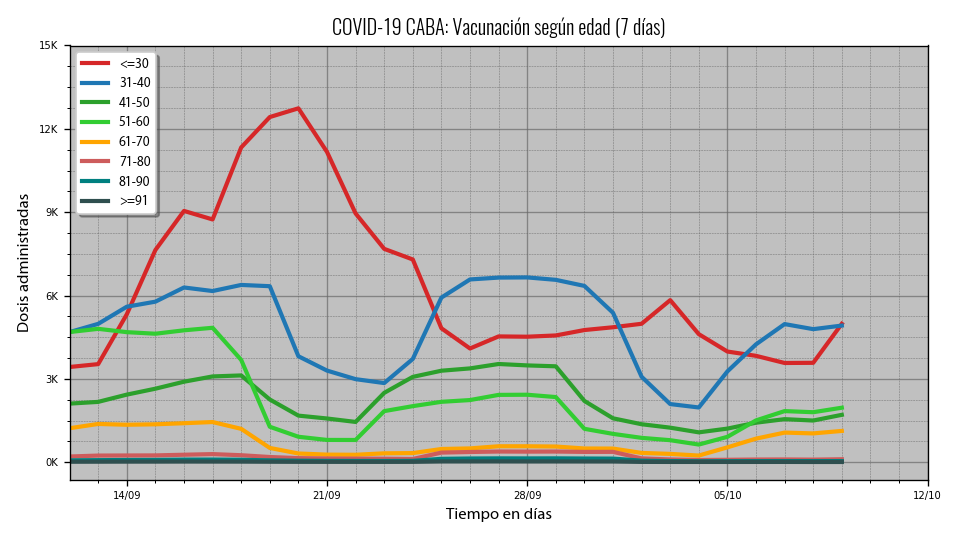 COVID-19 CABA: Vacunación según edad (7 días)
15K
12K
9K
6K
3K
0K
Dosis administradas
<=30
31-40
41-50
51-60
61-70
71-80
81-90
>=91
14/09
21/09
28/09
05/10
12/10
Tiempo en días